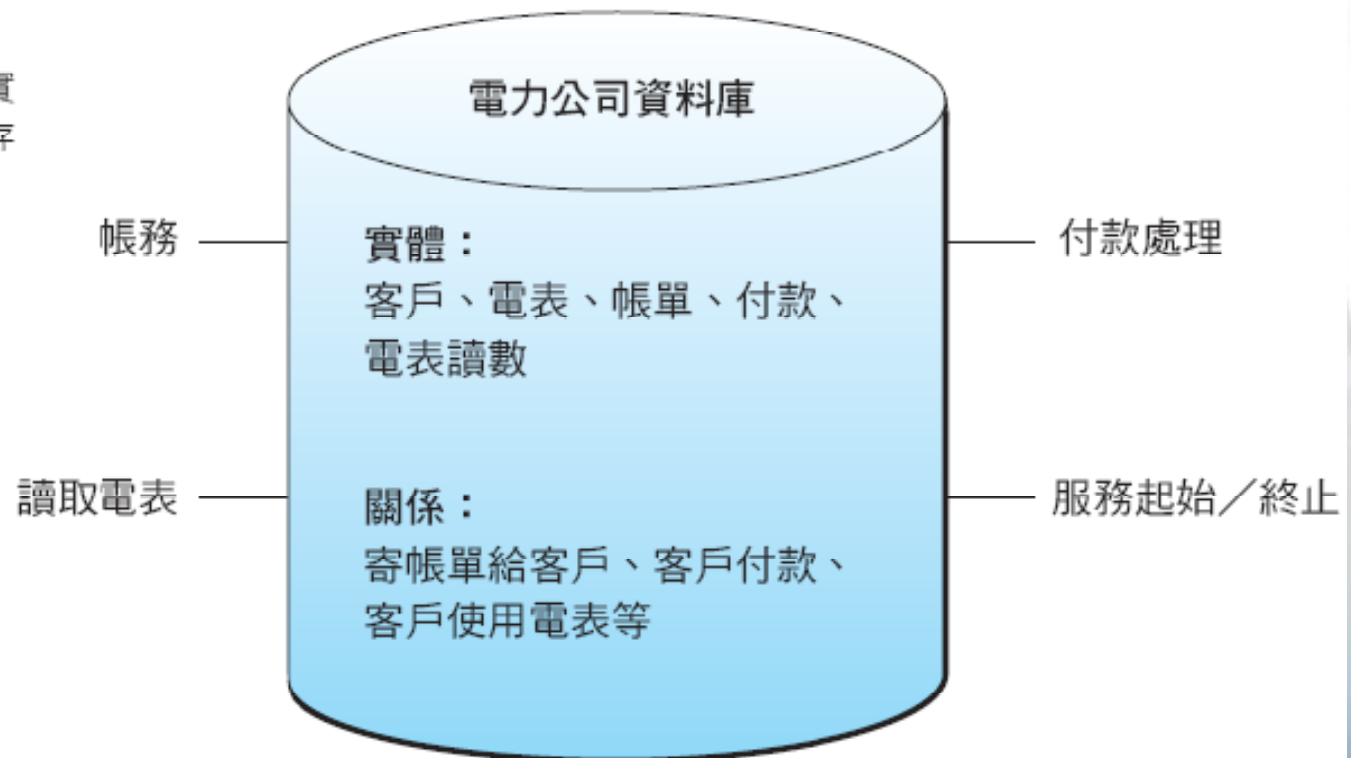 電力公司資料庫
帳務
實體：
客戶、電表、帳單、付款、
電表讀數
付款處理
讀取電表
關係：
寄帳單給客戶、客戶付款、
客戶使用電表等
服務起始／終止